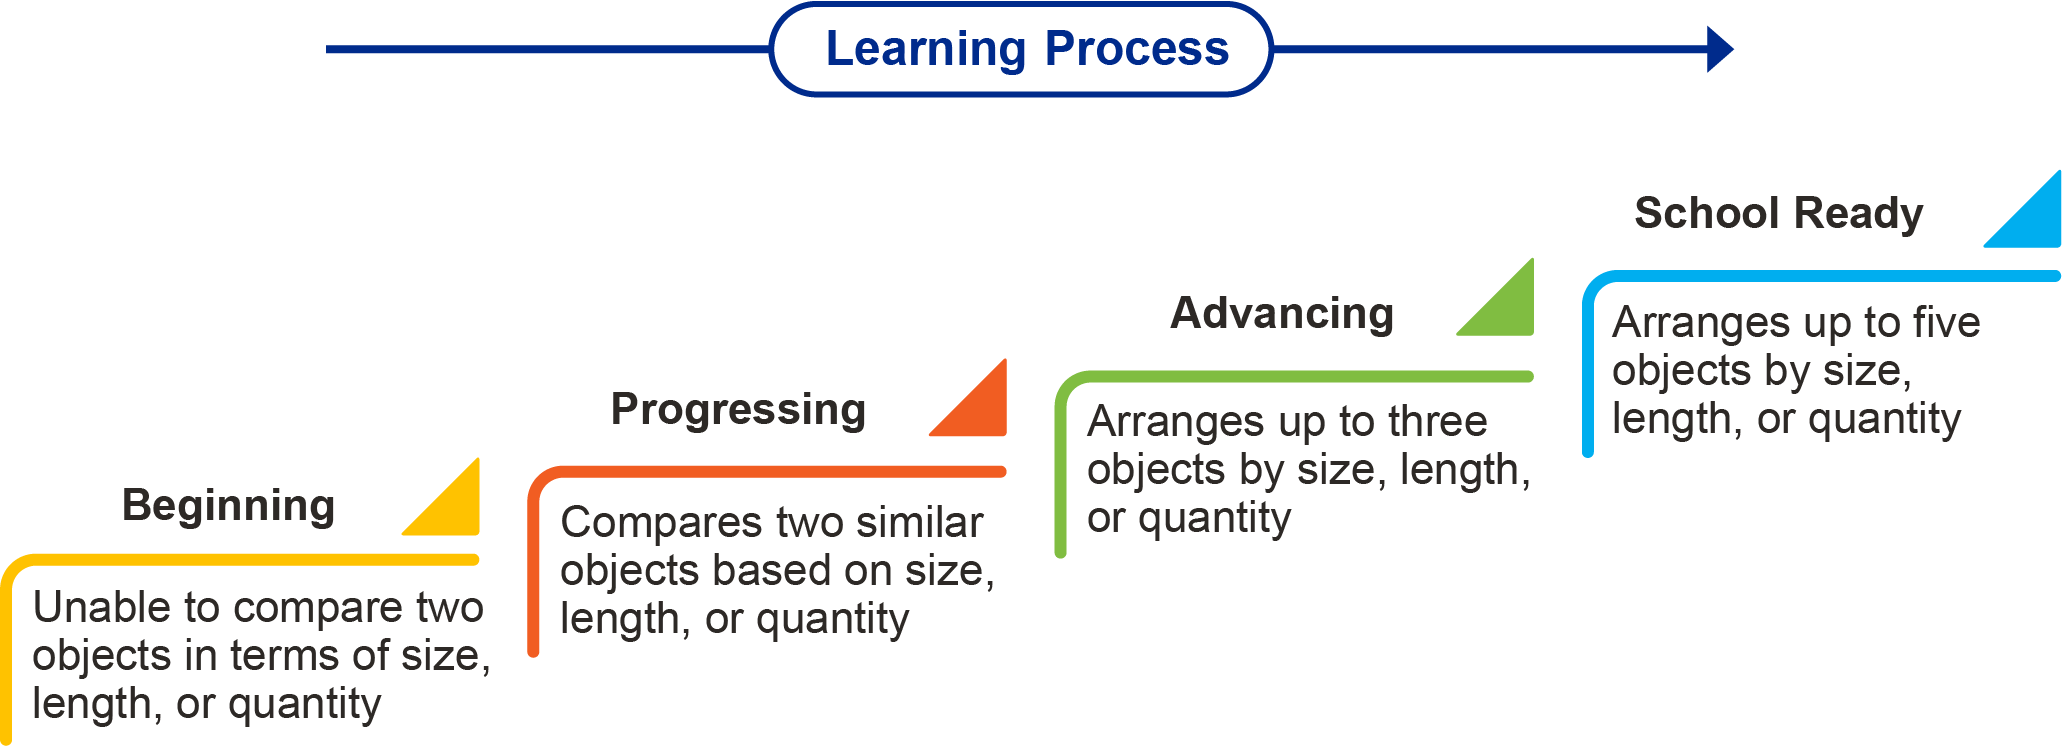 Learning Process
Beginning
Unable to compare two
objects in terms of size,
length, or quantity
Progressing
Compares two similar
objects based on size,
length, or quantity
Advancing
Arranges up to three
objects by size, length,
or quantity
School Ready
Arranges up to five
objects by size,
length, or quantity